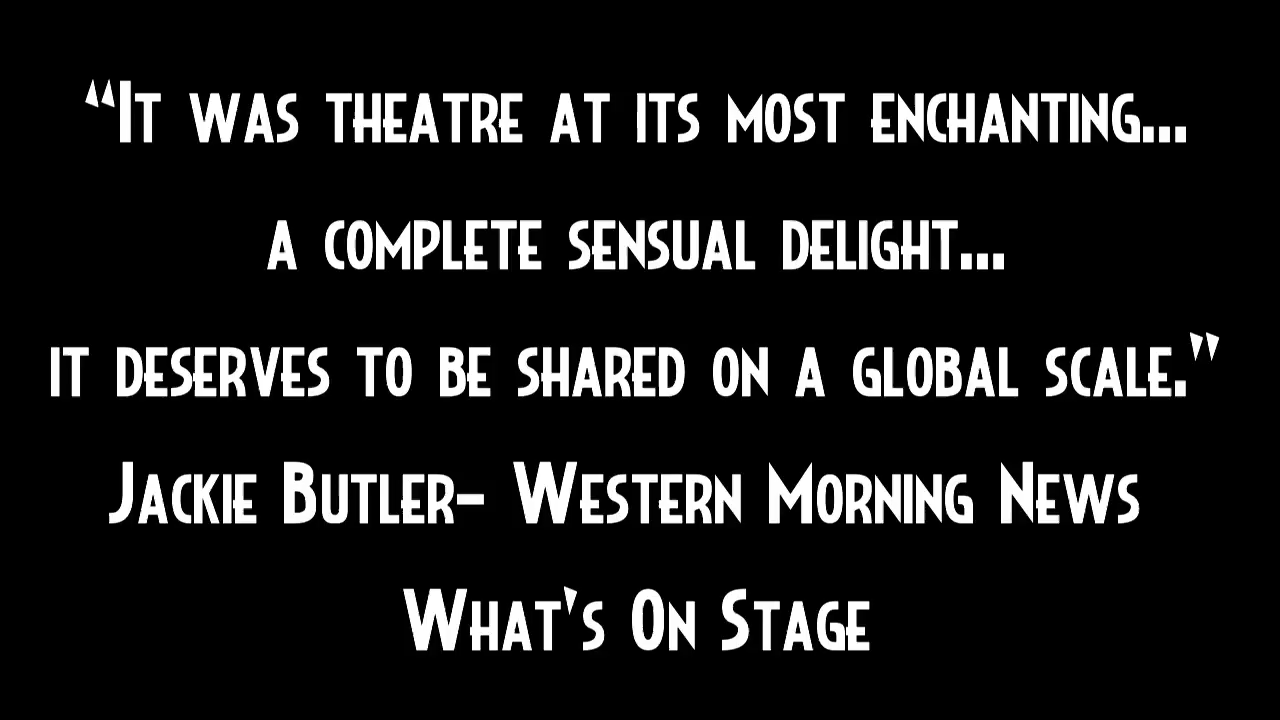 “It was theatre at its most enchanting...
a complete sensual delight...
it deserves to be shared on a global scale.”
Jackie Butler- Western Morning News
What's On Stage